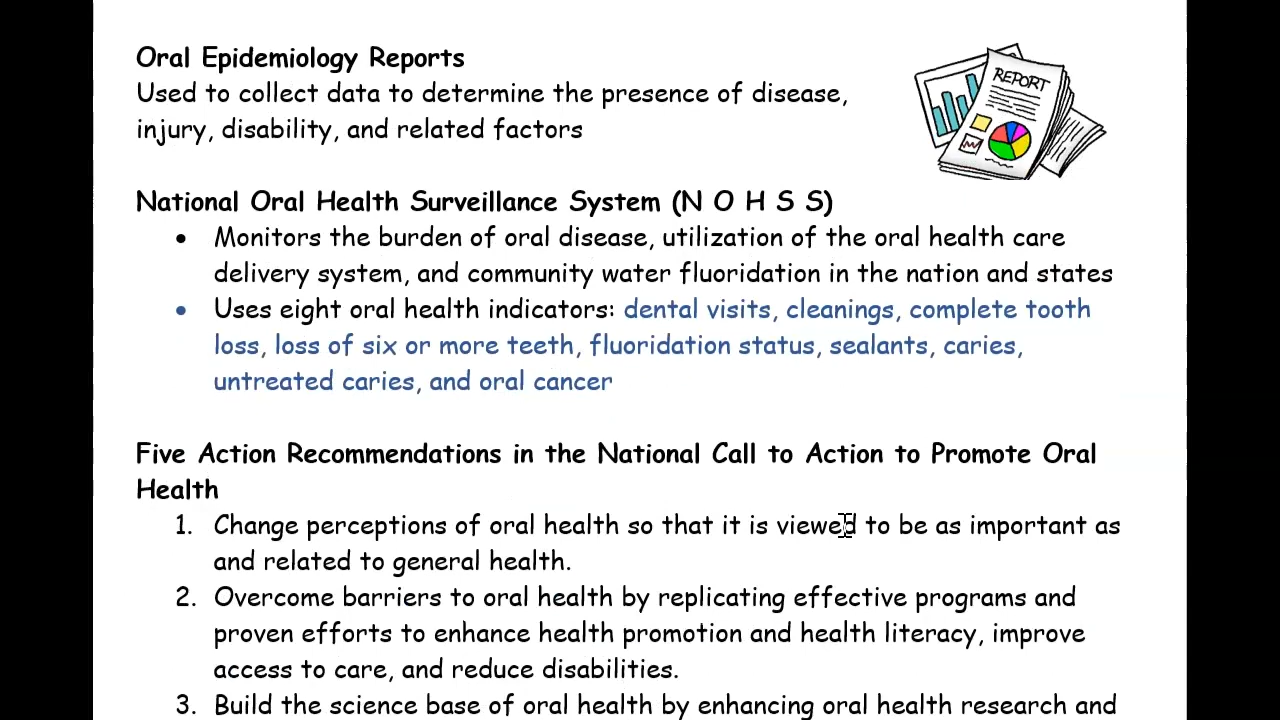 Oral Epidemiology Reports
Used to collect data to determine the presence of disease,
injury, disability, and related factors
REPORT
National Oral Health Surveillance System (N O H S S)
• Monitors the burden of oral disease, utilization of the oral health care
delivery system, and community water fluoridation in the nation and states
• Uses eight oral health indicators: dental visits, cleanings, complete tooth
loss, loss of six or more teeth, fluoridation status, sealants, caries,
untreated caries, and oral cancer
Five Action Recommendations in the National Call to Action to Promote Oral
Health
1. Change perceptions of oral health so that it is viewed to be as important as
and related to general health.
2. Overcome barriers to oral health by replicating effective programs and
proven efforts to enhance health promotion and health literacy, improve
access to care, and reduce disabilities.
3. Build the science base of oral health by enhancing oral health research and